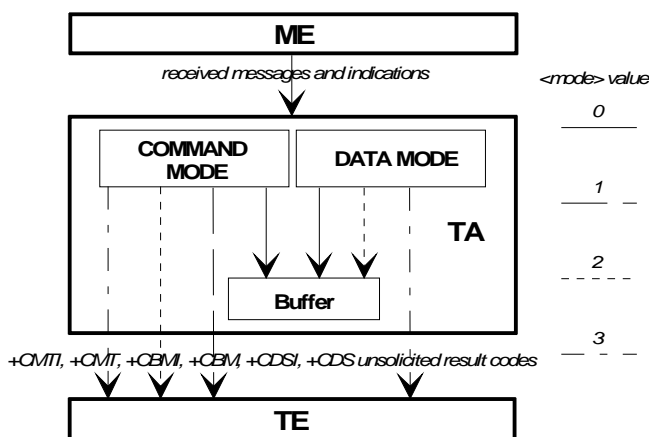 ME
received messages and indications
<mode> value
0
COMMAND MODE
DATA MODE
1
TA
2
Buffer
3
+CMTI, +CMT, +CBMI, +CBM, +CDSI, +CDS unsolicited result codes
TE